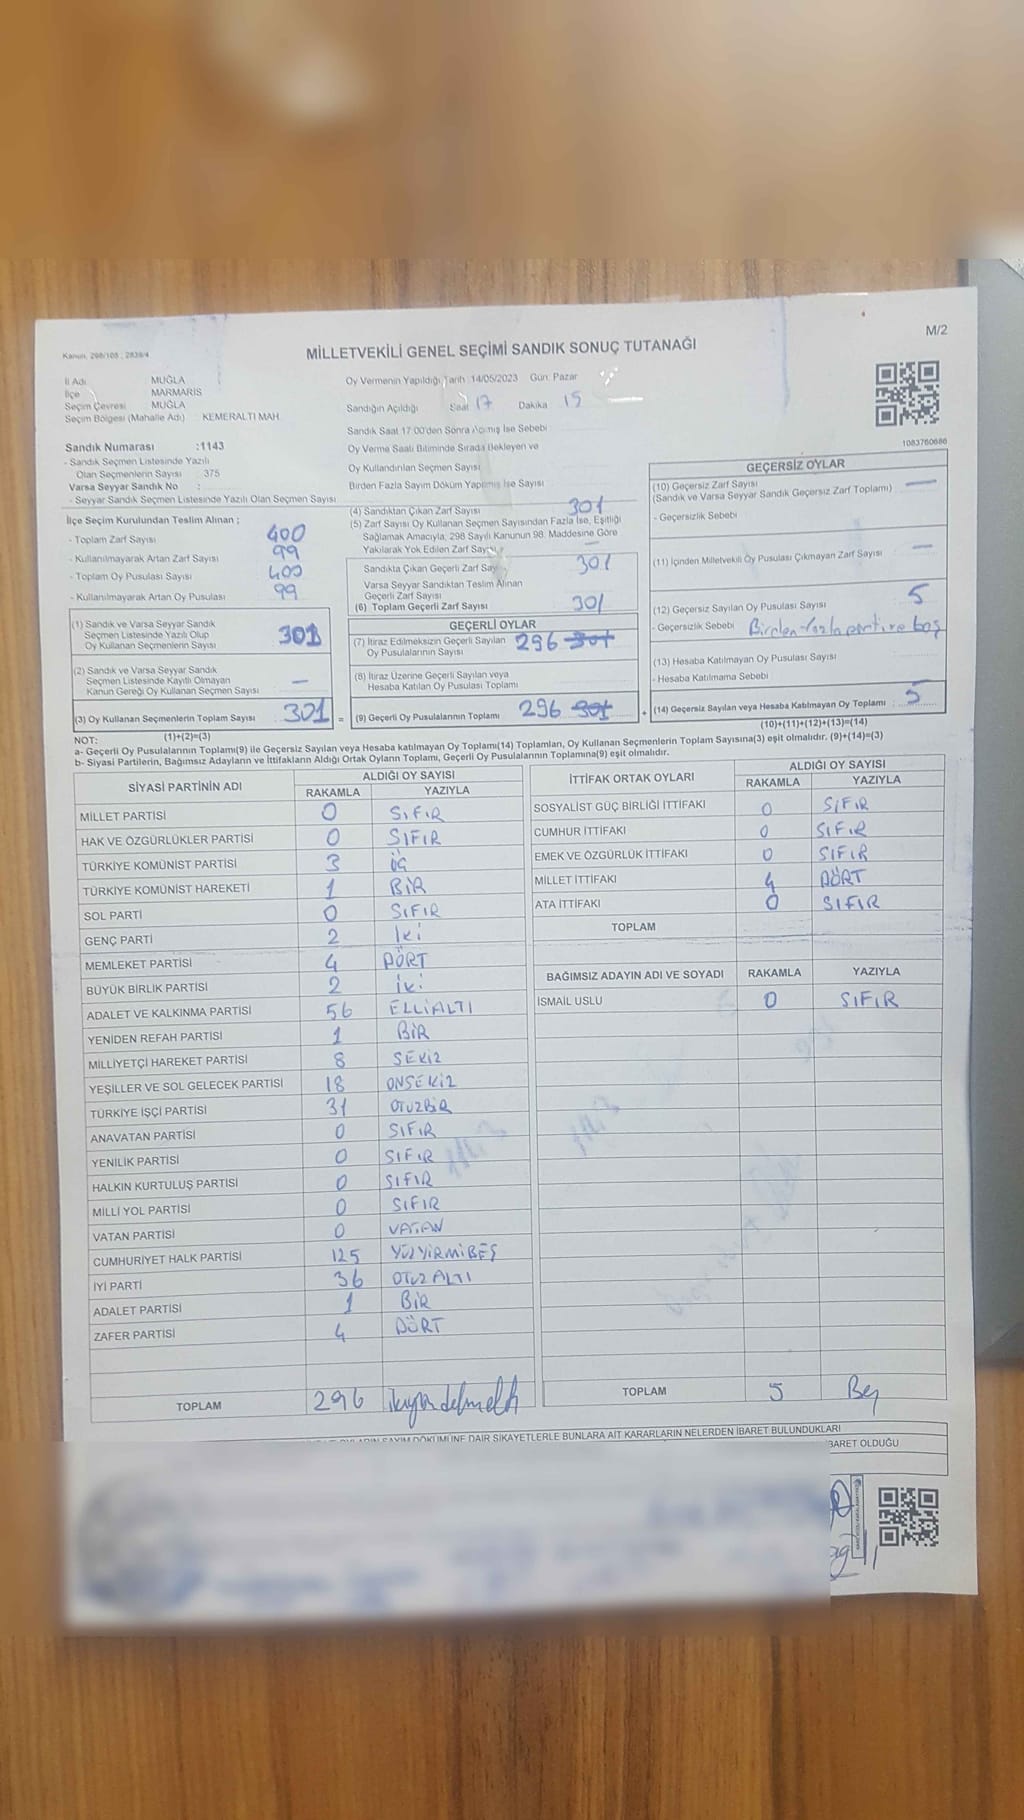 M/2
Kanun, 298/105 ; 2839/4
MİLLETVEKİLİ GENEL SEÇİMİ SANDIK SONUÇ TUTANAĞI
İl Adı MUĞLA
İlçe MARMARİS
Seçim Çevresi MUĞLA
Seçim Bölgesi (Mahalle Adı) : KEMERALTI MAH.
Oy Vermenin Yapıldığı Tarih :14/05/2023 Gün: Pazar
Sandığın Açıldığı Saat 17 Dakika 15
Sandık Saat 17:00'den Sonra Açılmış İse Sebebi
Oy Verme Saati Bitiminde Sırada Bekleyen ve
Oy Kullandırılan Seçmen Sayısı
Birden Fazla Sayım Döküm Yapılmış İse Sayısı
1083760686
Sandık Numarası :1143
- Sandık Seçmen Listesinde Yazılı
Olan Seçmenlerin Sayısı : 375
Varsa Seyyar Sandık No :
- Seyyar Sandık Seçmen Listesinde Yazılı Olan Seçmen Sayısı
İlçe Seçim Kurulundan Teslim Alınan ;
- Toplam Zarf Sayısı 400
- Kullanılmayarak Artan Zarf Sayısı 99
- Toplam Oy Pusulası Sayısı 400
- Kullanılmayarak Artan Oy Pusulası 99
(1) Sandık ve Varsa Seyyar Sandık
Seçmen Listesinde Yazılı Olup
Oy Kullanan Seçmenlerin Sayısı 301
(2) Sandık ve Varsa Seyyar Sandık
Seçmen Listesinde Kayıtlı Olmayan
Kanun Gereği Oy Kullanan Seçmen Sayısı —
(3) Oy Kullanan Seçmenlerin Toplam Sayısı 301 =
(1)+(2)=(3)
(4) Sandıktan Çıkan Zarf Sayısı 301
(5) Zarf Sayısı Oy Kullanan Seçmen Sayısından Fazla İse, Eşitliği
Sağlamak Amacıyla; 298 Sayılı Kanunun 98. Maddesine Göre
Yakılarak Yok Edilen Zarf Sayısı —
Sandıkta Çıkan Geçerli Zarf Say 301
Varsa Seyyar Sandıktan Teslim Alınan
Geçerli Zarf Sayısı
(6) Toplam Geçerli Zarf Sayısı 301
GEÇERLİ OYLAR
(7) İtiraz Edilmeksizin Geçerli Sayılan
Oy Pusulalarının Sayısı 296 301
(8) İtiraz Üzerine Geçerli Sayılan veya
Hesaba Katılan Oy Pusulası Toplamı
(9) Geçerli Oy Pusulalarının Toplamı 296 301 +
GEÇERSİZ OYLAR
(10) Geçersiz Zarf Sayısı —
(Sandık ve Varsa Seyyar Sandık Geçersiz Zarf Toplamı)
- Geçersizlik Sebebi
(11) İçinden Milletvekili Oy Pusulası Çıkmayan Zarf Sayısı —
(12) Geçersiz Sayılan Oy Pusulası Sayısı 5
- Geçersizlik Sebebi Birden fazla parti ve boş
(13) Hesaba Katılmayan Oy Pusulası Sayısı
- Hesaba Katılmama Sebebi
(14) Geçersiz Sayılan veya Hesaba Katılmayan Oy Toplamı 5
(10)+(11)+(12)+(13)=(14)
NOT:
a- Geçerli Oy Pusulalarının Toplamı(9) ile Geçersiz Sayılan veya Hesaba katılmayan Oy Toplamı(14) Toplamları, Oy Kullanan Seçmenlerin Toplam Sayısına(3) eşit olmalıdır. (9)+(14)=(3)
b- Siyasi Partilerin, Bağımsız Adayların ve İttifakların Aldığı Ortak Oyların Toplamı, Geçerli Oy Pusulalarının Toplamına(9) eşit olmalıdır.
SİYASİ PARTİNİN ADI ALDIĞI OY SAYISI
RAKAMLA YAZIYLA
MİLLET PARTİSİ 0 SIFIR
HAK VE ÖZGÜRLÜKLER PARTİSİ 0 SIFIR
TÜRKİYE KOMÜNİST PARTİSİ 3 ÜÇ
TÜRKİYE KOMÜNİST HAREKETİ 1 BİR
SOL PARTİ 0 SIFIR
GENÇ PARTİ 2 İki
MEMLEKET PARTİSİ 4 DÖRT
BÜYÜK BİRLİK PARTİSİ 2 iki
ADALET VE KALKINMA PARTİSİ 56 ELLİALTI
YENİDEN REFAH PARTİSİ 1 BİR
MİLLİYETÇİ HAREKET PARTİSİ 8 SEKİZ
YEŞİLLER VE SOL GELECEK PARTİSİ 18 ONSEKİZ
TÜRKİYE İŞÇİ PARTİSİ 31 OTUZBİR
ANAVATAN PARTİSİ 0 SIFIR
YENİLİK PARTİSİ 0 SIFIR
HALKIN KURTULUŞ PARTİSİ 0 SIFIR
MİLLİ YOL PARTİSİ 0 SIFIR
VATAN PARTİSİ 0 VATAN
CUMHURİYET HALK PARTİSİ 125 YÜZYİRMİBEŞ
İYİ PARTİ 36 OTUZALTI
ADALET PARTİSİ 1 BİR
ZAFER PARTİSİ 4 DÖRT
TOPLAM 296
İTTİFAK ORTAK OYLARI ALDIĞI OY SAYISI
RAKAMLA YAZIYLA
SOSYALİST GÜÇ BİRLİĞİ İTTİFAKI 0 SIFIR
CUMHUR İTTİFAKI 0 SIFIR
EMEK VE ÖZGÜRLÜK İTTİFAKI 0 SIFIR
MİLLET İTTİFAKI 4 DÖRT
ATA İTTİFAKI 0 SIFIR
TOPLAM
BAĞIMSIZ ADAYIN ADI VE SOYADI RAKAMLA YAZIYLA
İSMAİL USLU 0 SIFIR
TOPLAM 5 Beş
SAYIM DÖKÜMÜNE DAİR ŞİKAYETLERLE BUNLARA AİT KARARLARIN NELERDEN İBARET BULUNDUKLARI
BARET OLDUĞU